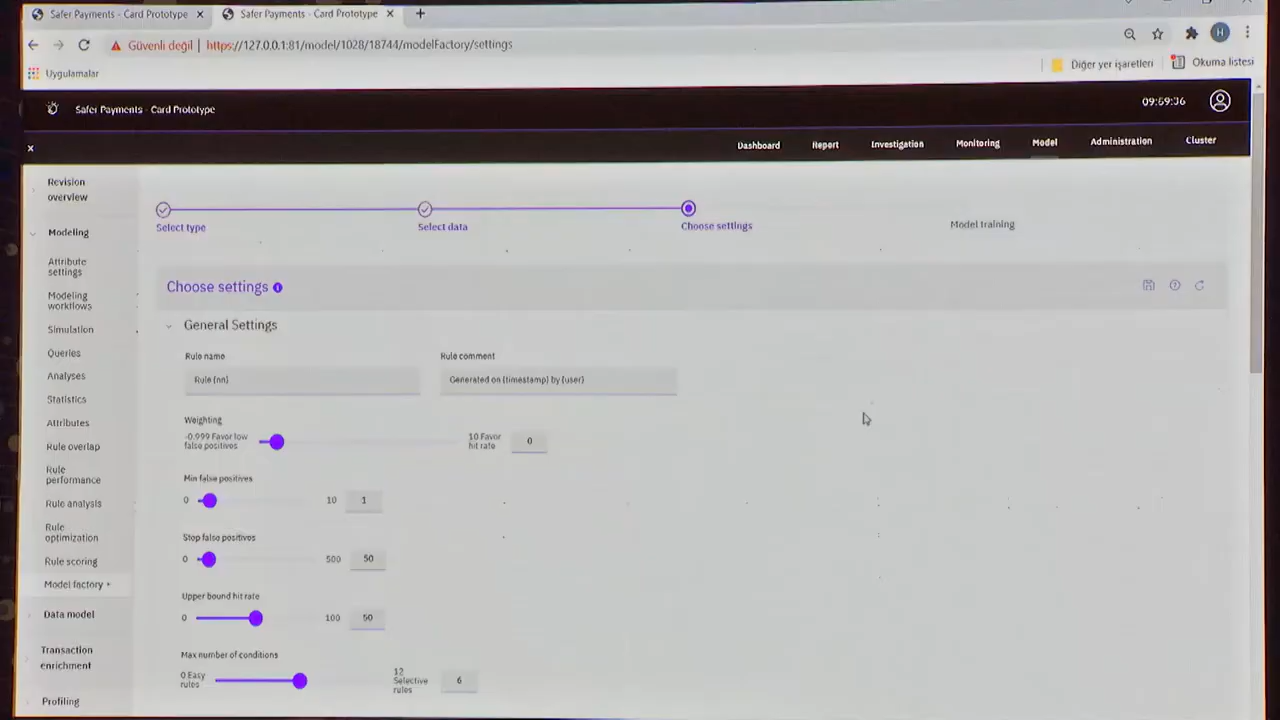 Safer Payments - Card Prototype
Safer Payments - Card Prototype
Güvenli değil
https://127.0.0.1:81/model/1028/18744/modelFactory/settings
H
Uygulamalar
Diğer yer işaretleri
Okuma listesi
Safer Payments - Card Prototype
09:59:36
Dashboard
Report
Investigation
Monitoring
Model
Administration
Cluster
Revision
overview
Modeling
Attribute
settings
Modeling
workflows
Simulation
Queries
Analyses
Statistics
Attributes
Rule overlap
Rule
performance
Rule analysis
Rule
optimization
Rule scoring
Model factory
Data model
Transaction
enrichment
Profiling
Select type
Select data
Choose settings
Model training
Choose settings
General Settings
Rule name
Rule comment
Rule {nn}
Generated on {timestamp} by {user}
Weighting
-0.999 Favor low
false positives
10 Favor
hit rate
0
Min false positives
0
10
1
Stop false positives
0
500
50
Upper bound hit rate
0
100
50
Max number of conditions
0 Easy
rules
12
Selective
rules
6